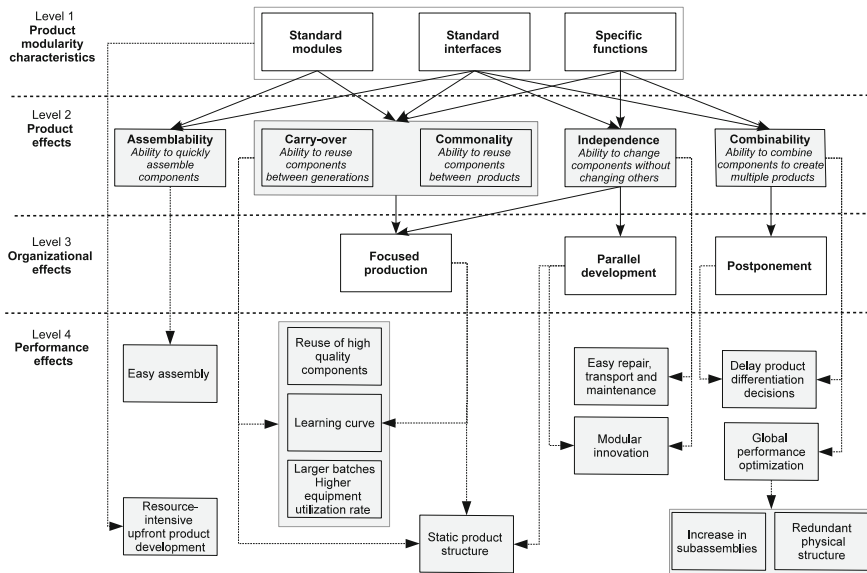 Level 1
Product
modularity
characteristics
Standard
modules
Standard
interfaces
Specific
functions
Level 2
Product
effects
Assemblability
Ability to quickly
assemble
components
Carry-over
Ability to reuse
components
between generations
Commonality
Ability to reuse
components
between products
Independence
Ability to change
components without
changing others
Combinability
Ability to combine
components to create
multiple products
Level 3
Organizational
effects
Focused
production
Parallel
development
Postponement
Level 4
Performance
effects
Easy assembly
Reuse of high
quality
components
Easy repair,
transport and
maintenance
Delay product
differentiation
decisions
Learning curve
Modular
innovation
Global
performance
optimization
Larger batches
Higher
equipment
utilization rate
Resource-
intensive
upfront product
development
Static product
structure
Increase in
subassemblies
Redundant
physical
structure